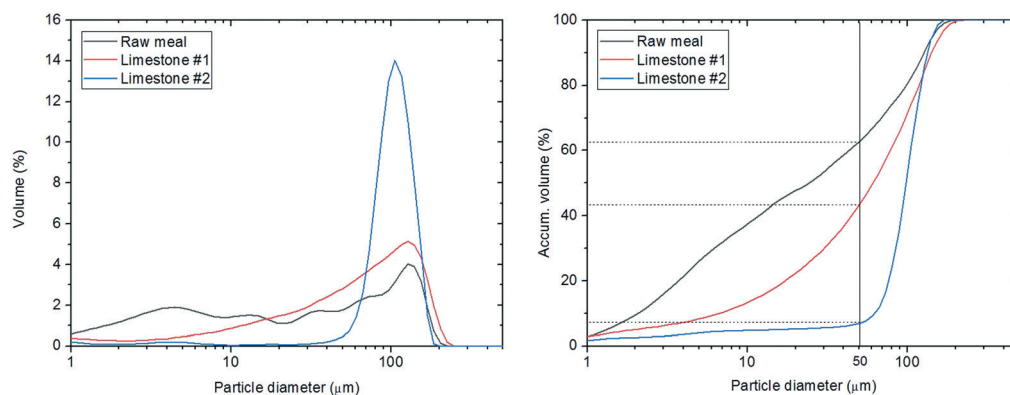 16
14
12
10
8
6
4
2
0
Volume (%)
Raw meal
Limestone #1
Limestone #2
1
10
100
Particle diameter (μm)
100
80
60
40
20
0
Accum. volume (%)
Raw meal
Limestone #1
Limestone #2
1
10
50
100
Particle diameter (μm)